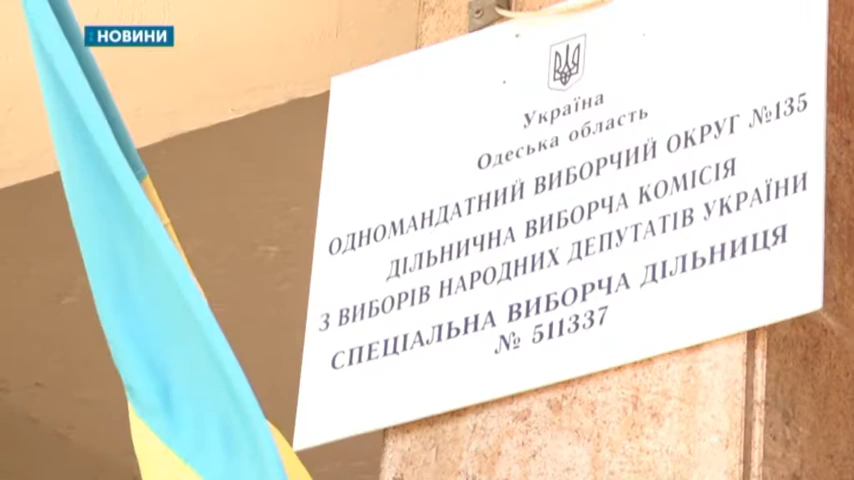 НОВИНИ
Україна
Одеська область
ОДНОМАНДАТНИЙ ВИБОРЧИЙ ОКРУГ №135
ДІЛЬНИЧНА ВИБОРЧА КОМІСІЯ
З ВИБОРІВ НАРОДНИХ ДЕПУТАТІВ УКРАЇНИ
СПЕЦІАЛЬНА ВИБОРЧА ДІЛЬНИЦЯ
№ 511337